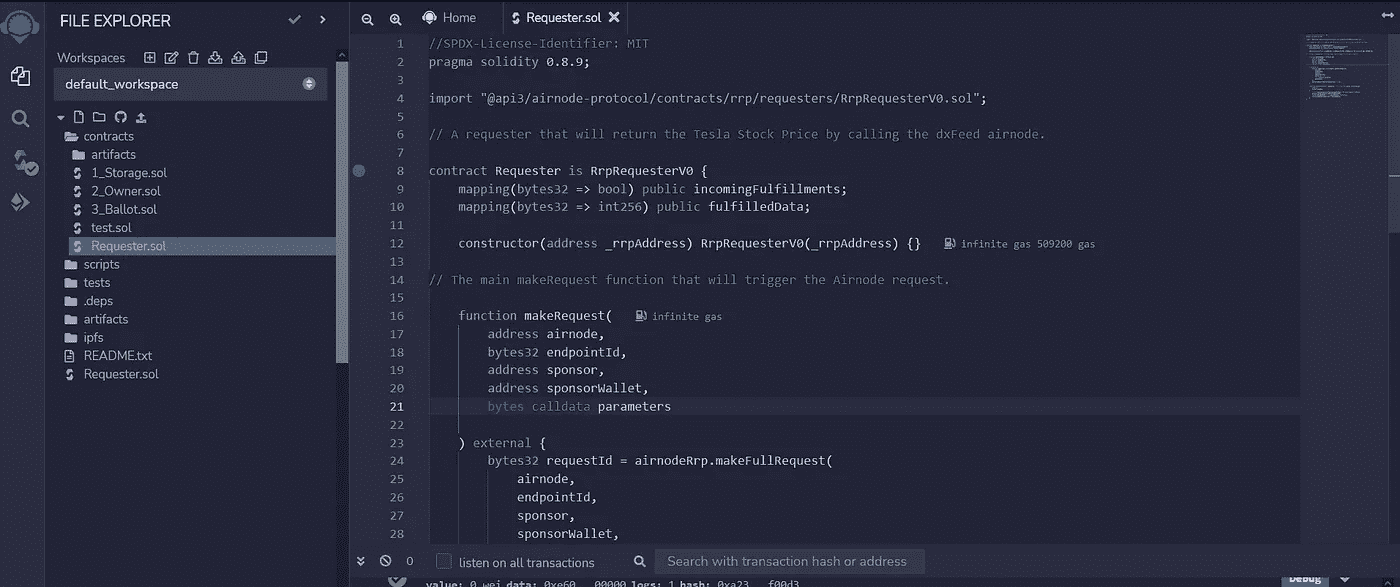 FILE EXPLORER
Workspaces
default_workspace
contracts
artifacts
1_Storage.sol
2_Owner.sol
3_Ballot.sol
test.sol
Requester.sol
scripts
tests
.deps
artifacts
ipfs
README.txt
Requester.sol
Home
Requester.sol
1 //SPDX-License-Identifier: MIT
2 pragma solidity 0.8.9;
3
4 import "@api3/airnode-protocol/contracts/rrp/requesters/RrpRequesterV0.sol";
5
6 // A requester that will return the Tesla Stock Price by calling the dxFeed airnode.
7
8 contract Requester is RrpRequesterV0 {
9 mapping(bytes32 => bool) public incomingFulfillments;
10 mapping(bytes32 => int256) public fulfilledData;
11
12 constructor(address _rrpAddress) RrpRequesterV0(_rrpAddress) {} infinite gas 509200 gas
13
14 // The main makeRequest function that will trigger the Airnode request.
15
16 function makeRequest( infinite gas
17 address airnode,
18 bytes32 endpointId,
19 address sponsor,
20 address sponsorWallet,
21 bytes calldata parameters
22
23 ) external {
24 bytes32 requestId = airnodeRrp.makeFullRequest(
25 airnode,
26 endpointId,
27 sponsor,
28 sponsorWallet,
0 listen on all transactions Search with transaction hash or address
value: 0 wei data: 0xe60...00000 logs: 1 hash: 0xa23...f00d3 Debug